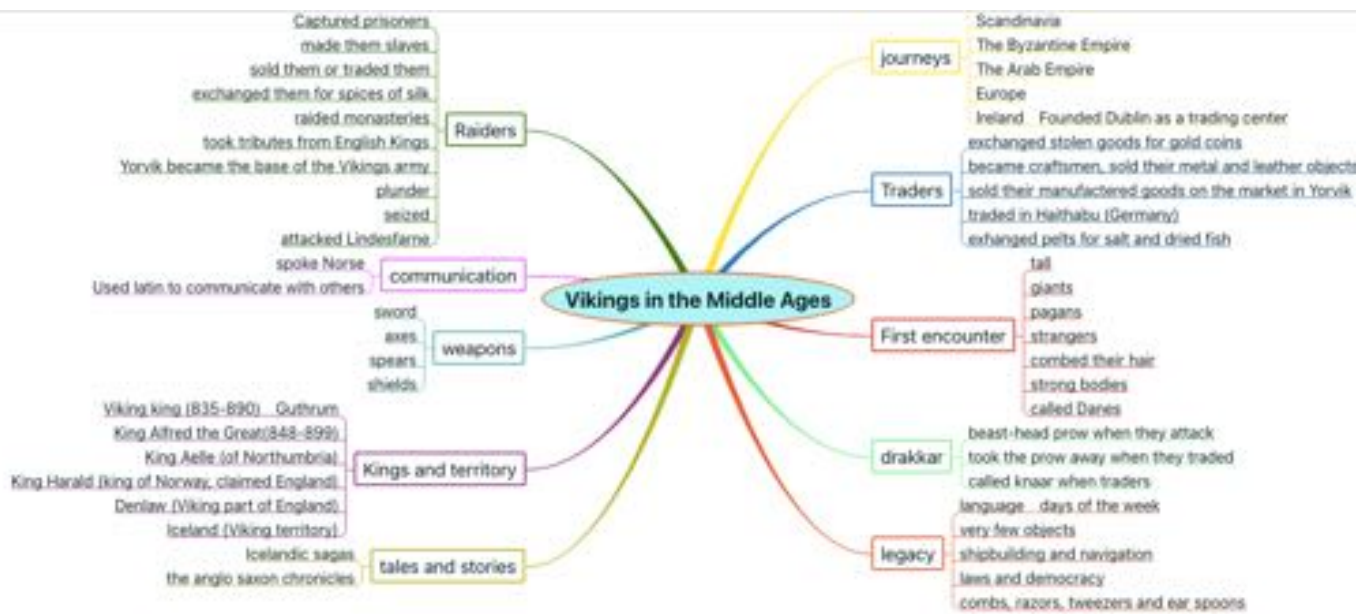 Captured prisoners
made them slaves
sold them or traded them
exchanged them for spices of silk
raided monasteries
took tributes from English Kings
Yorvik became the base of the Vikings army
plunder
seized
attacked Lindesfarne
Raiders
spoke Norse
Used latin to communicate with others
communication
sword
axes
spears
shields
weapons
Viking king (835-890) Guthrum
King Alfred the Great(848-899)
King Aelle (of Northumbria)
King Harald (king of Norway, claimed England)
Denlaw (Viking part of England)
Iceland (Viking territory)
Kings and territory
Icelandic sagas
the anglo saxon chronicles
tales and stories
Vikings in the Middle Ages
journeys
Scandinavia
The Byzantine Empire
The Arab Empire
Europe
Ireland Founded Dublin as a trading center
Traders
exchanged stolen goods for gold coins
became craftsmen, sold their metal and leather objects
sold their manufactered goods on the market in Yorvik
traded in Haithabu (Germany)
exhanged pelts for salt and dried fish
First encounter
tall
giants
pagans
strangers
combed their hair
strong bodies
called Danes
drakkar
beast-head prow when they attack
took the prow away when they traded
called knaar when traders
legacy
language days of the week
very few objects
shipbuilding and navigation
laws and democracy
combs, razors, tweezers and ear spoons